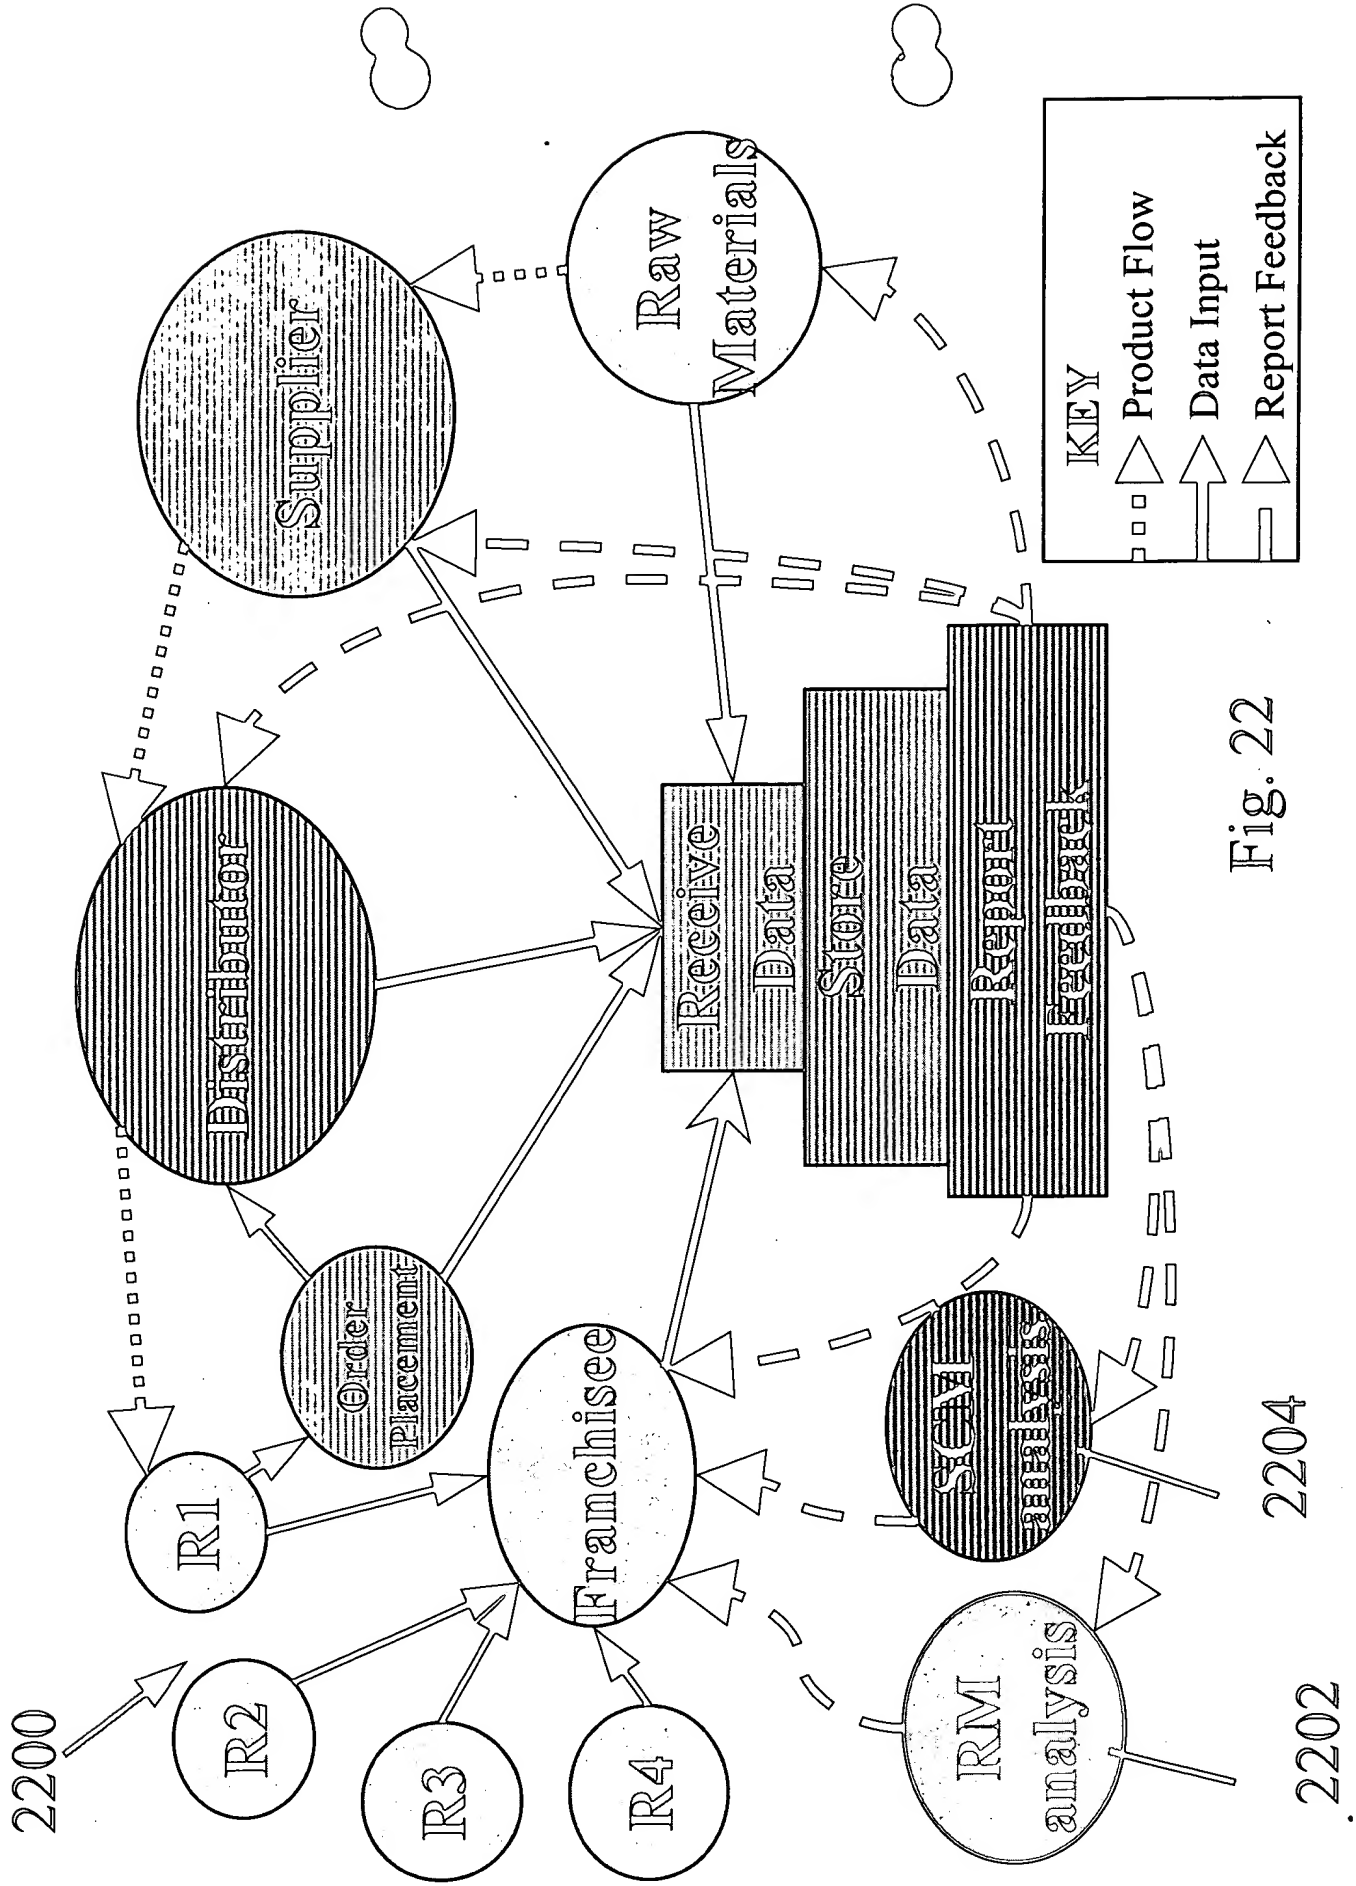 2200
R1
R2
R3
R4
Order
Placement
Distributor
Supplier
Raw
Materials
Franchisee
Receive
Data
Store
Data
Report
Feedback
RM
analysis
SCM
analysis
2202
2204
Fig. 22
KEY
Product Flow
Data Input
Report Feedback